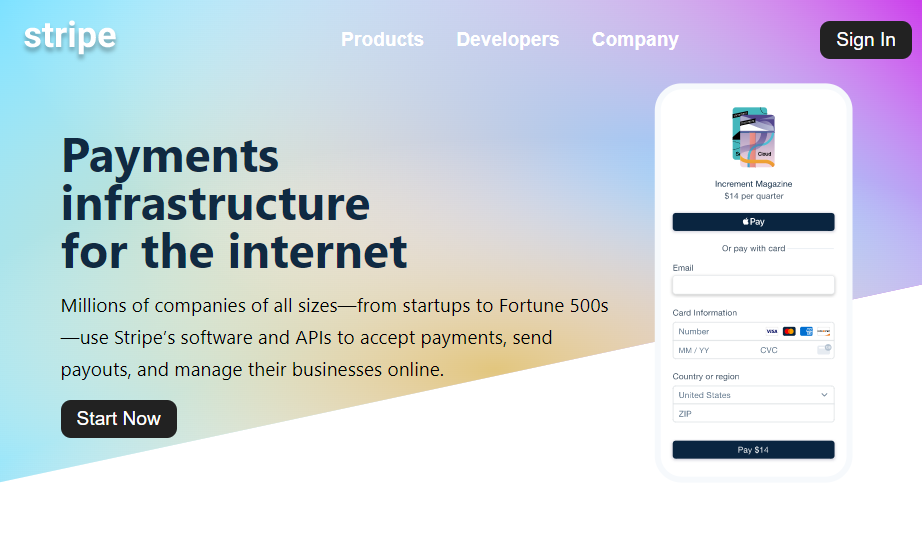 stripe
Products Developers Company
Sign In
Payments
infrastructure
for the internet
Millions of companies of all sizes—from startups to Fortune 500s
—use Stripe’s software and APIs to accept payments, send
payouts, and manage their businesses online.
Start Now
Cloud
Increment Magazine
$14 per quarter
Pay
Or pay with card
Email
Card Information
Number VISA
MM / YY CVC
Country or region
United States
ZIP
Pay $14